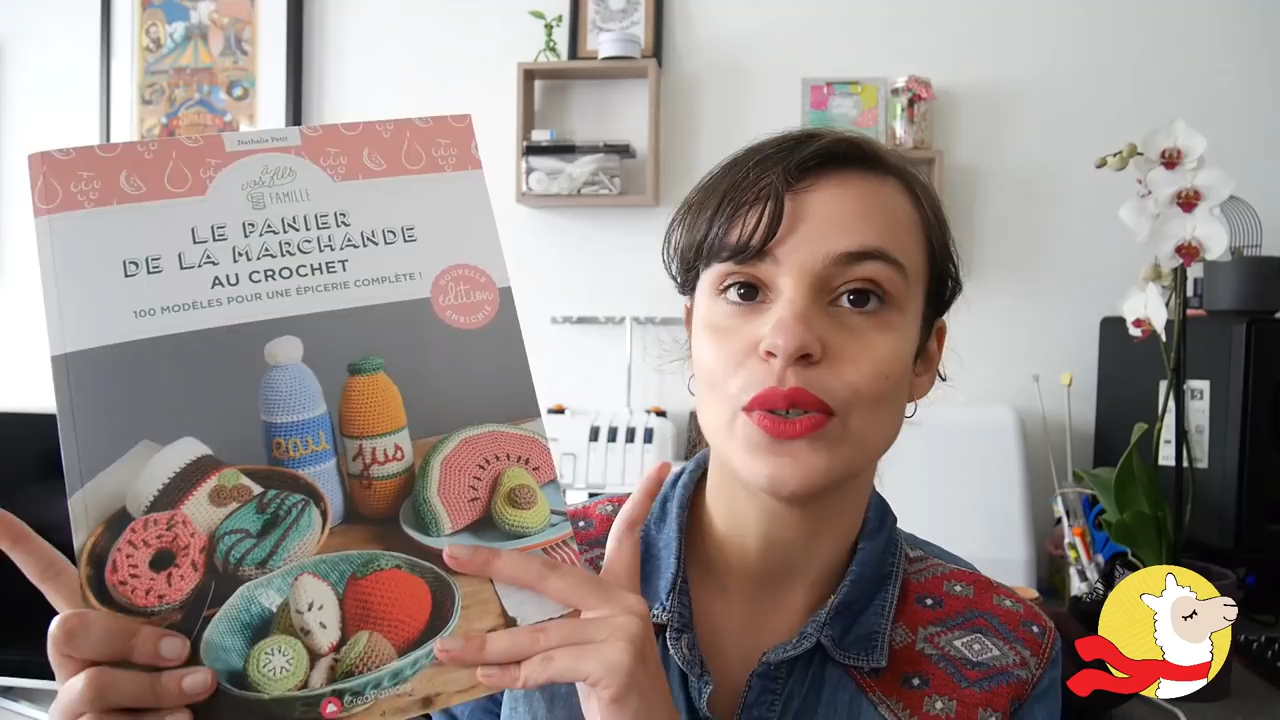 Nathalie Petit
à
vos fils
FAMILLE
LE PANIER
DE LA MARCHANDE
AU CROCHET
100 MODÈLES POUR UNE ÉPICERIE COMPLÈTE !
NOUVELLE
édition
ENRICHIE
eau
jus
CréaPassions